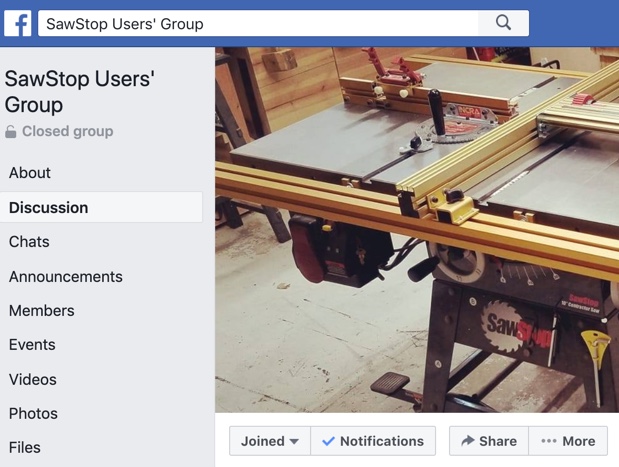 SawStop Users' Group
SawStop Users'
Group
Closed group
About
Discussion
Chats
Announcements
Members
Events
Videos
Photos
Files
INCRA
SawStop
SawStop
10" Contractor Saw
Joined
Notifications
Share
More